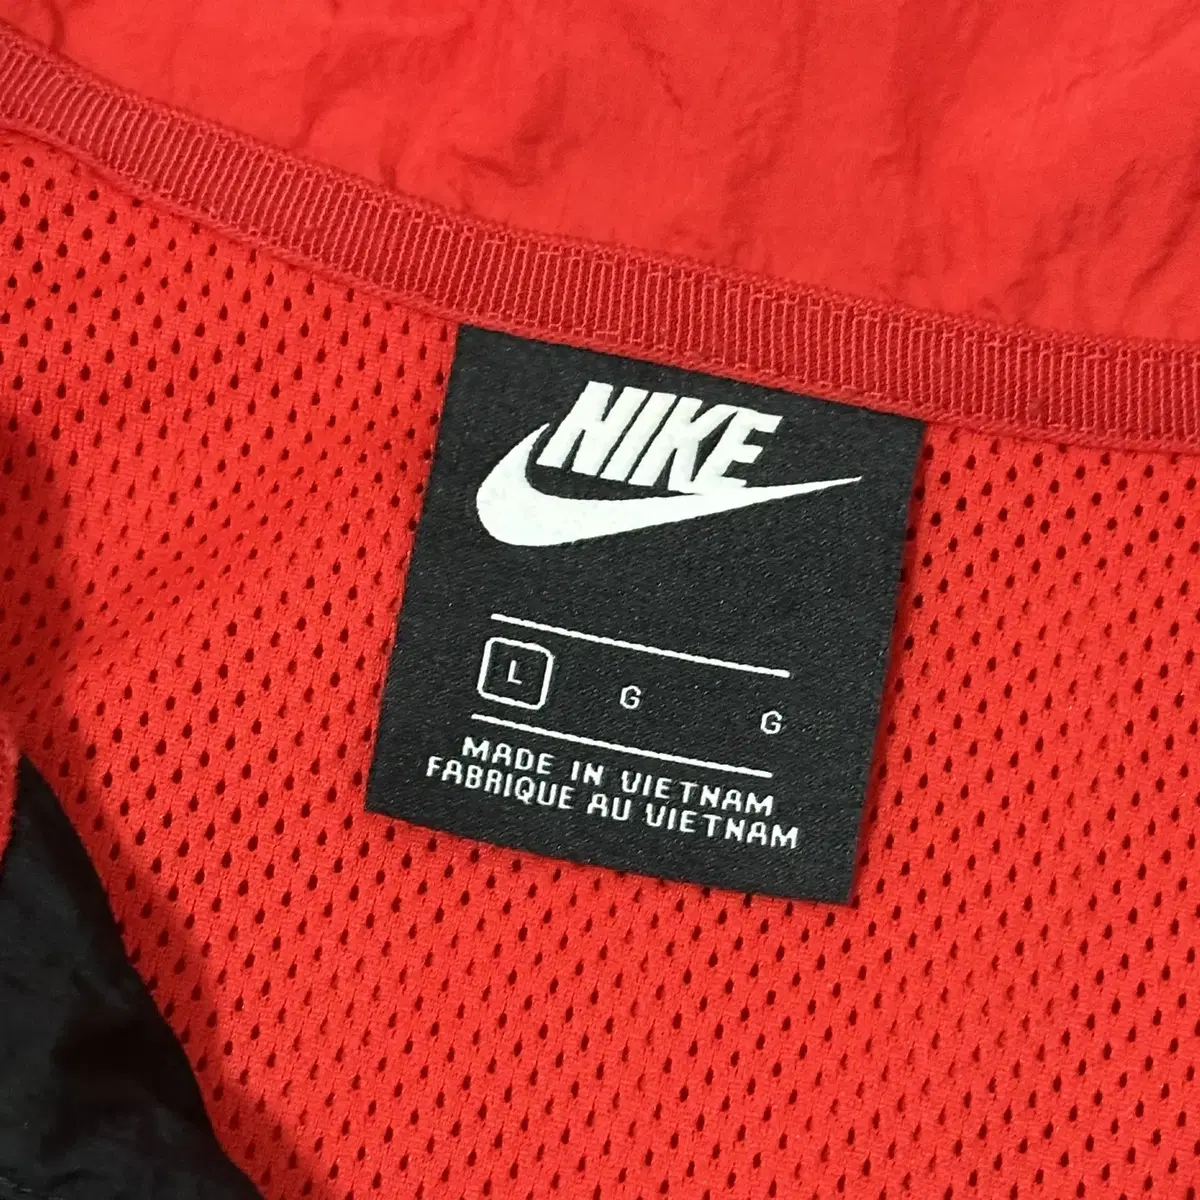 NIKE
L G G
MADE IN VIETNAM
FABRIQUE AU VIETNAM